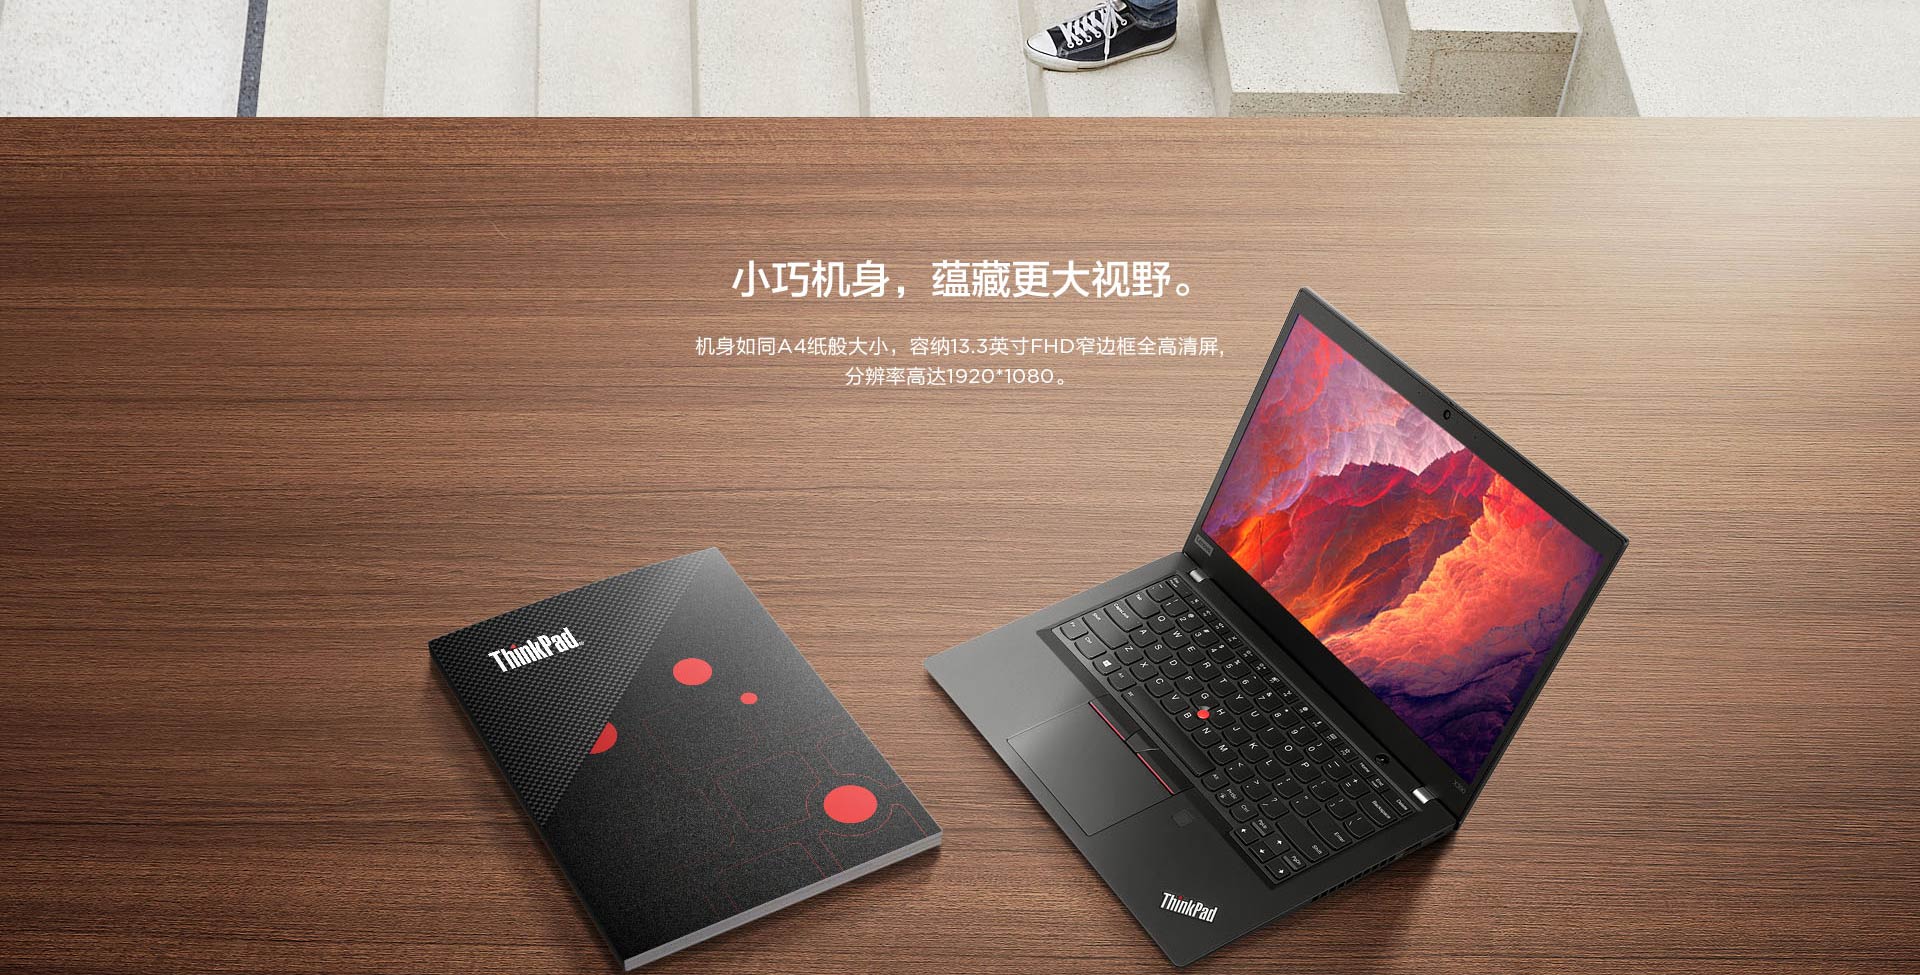 小巧机身，蕴藏更大视野。
机身如同A4纸般大小，容纳13.3英寸FHD窄边框全高清屏,
分辨率高达1920*1080。
ThinkPad
Lenovo
X390
ThinkPad